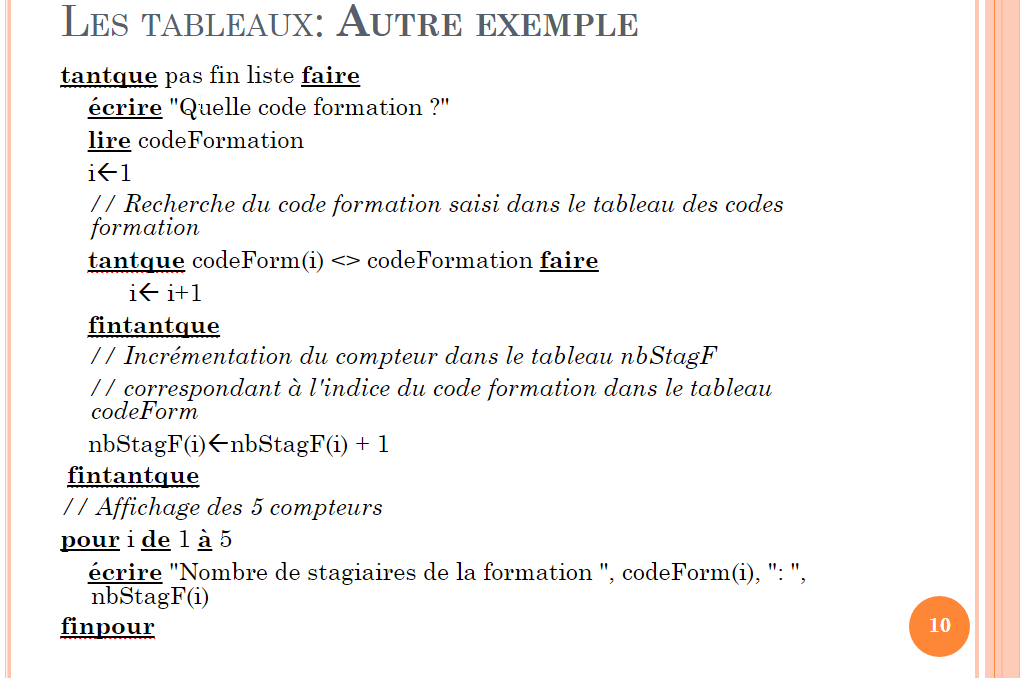 LES TABLEAUX: AUTRE EXEMPLE
tantque pas fin liste faire
écrire "Quelle code formation ?"
lire codeFormation
i←1
// Recherche du code formation saisi dans le tableau des codes
formation
tantque codeForm(i) <> codeFormation faire
i← i+1
fintantque
// Incrémentation du compteur dans le tableau nbStagF
// correspondant à l'indice du code formation dans le tableau
codeForm
nbStagF(i)←nbStagF(i) + 1
fintantque
// Affichage des 5 compteurs
pour i de 1 à 5
écrire "Nombre de stagiaires de la formation ", codeForm(i), ": ",
nbStagF(i)
finpour
10